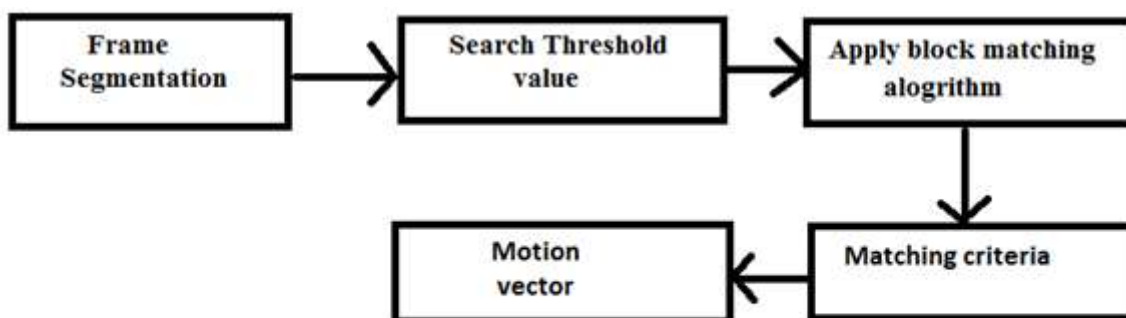 Frame
Segmentation
Search Threshold
value
Apply block matching
alogrithm
Matching criteria
Motion
vector